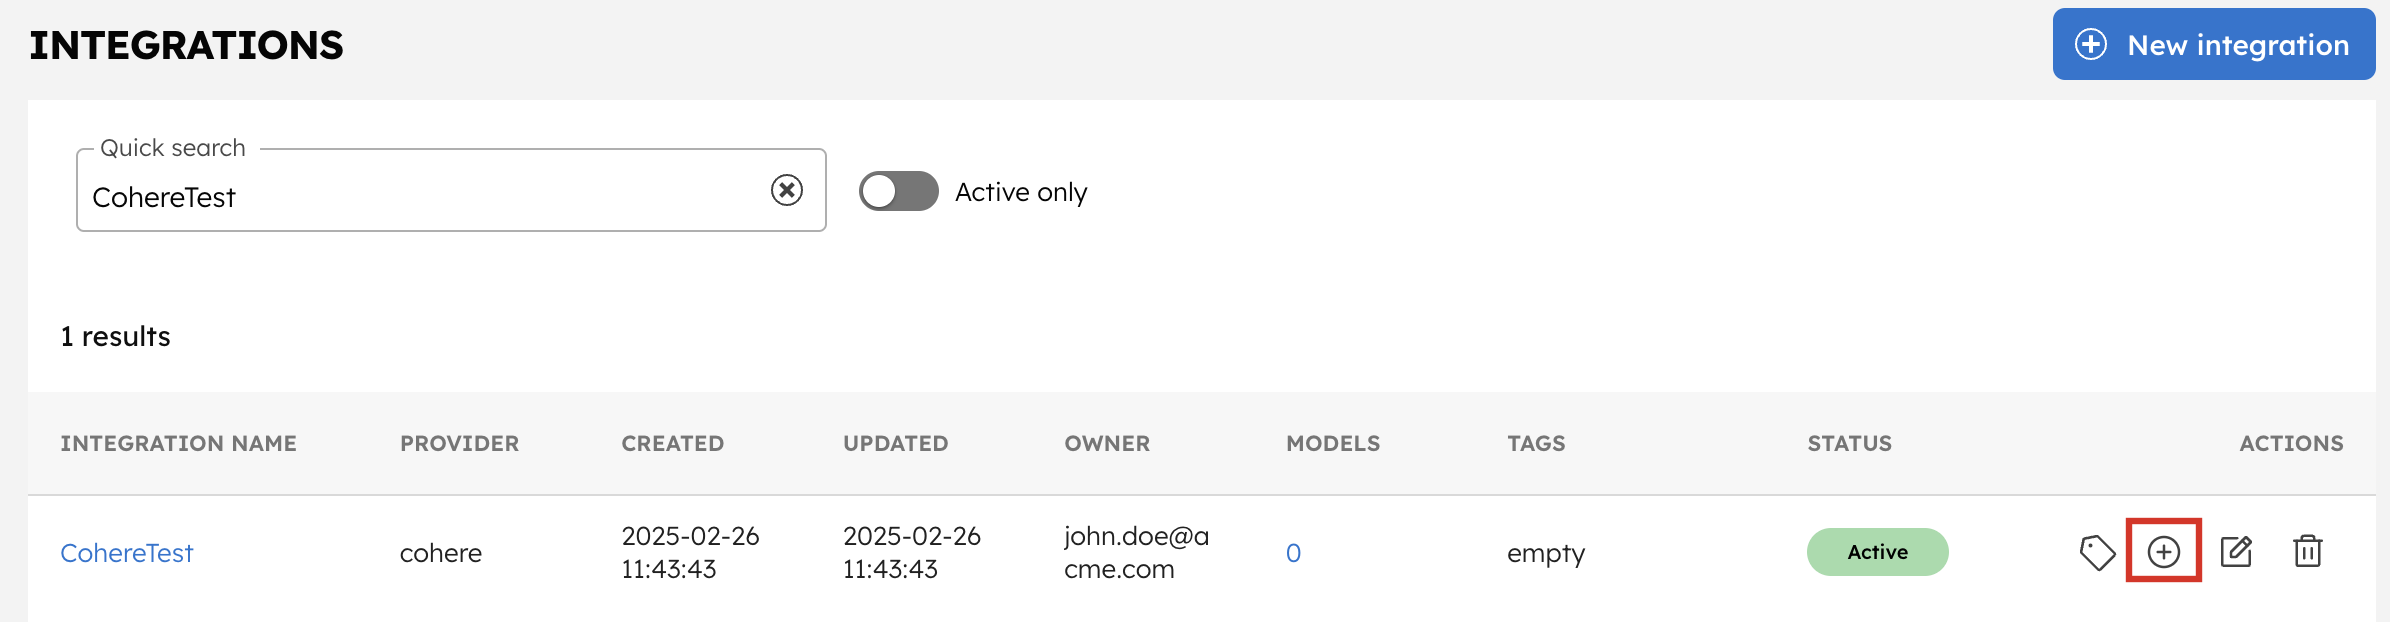 INTEGRATIONS
New integration
Quick search
CohereTest
Active only
1 results
INTEGRATION NAME PROVIDER CREATED UPDATED OWNER MODELS TAGS STATUS ACTIONS
CohereTest cohere 2025-02-26 11:43:43 2025-02-26 11:43:43 john.doe@acme.com 0 empty Active